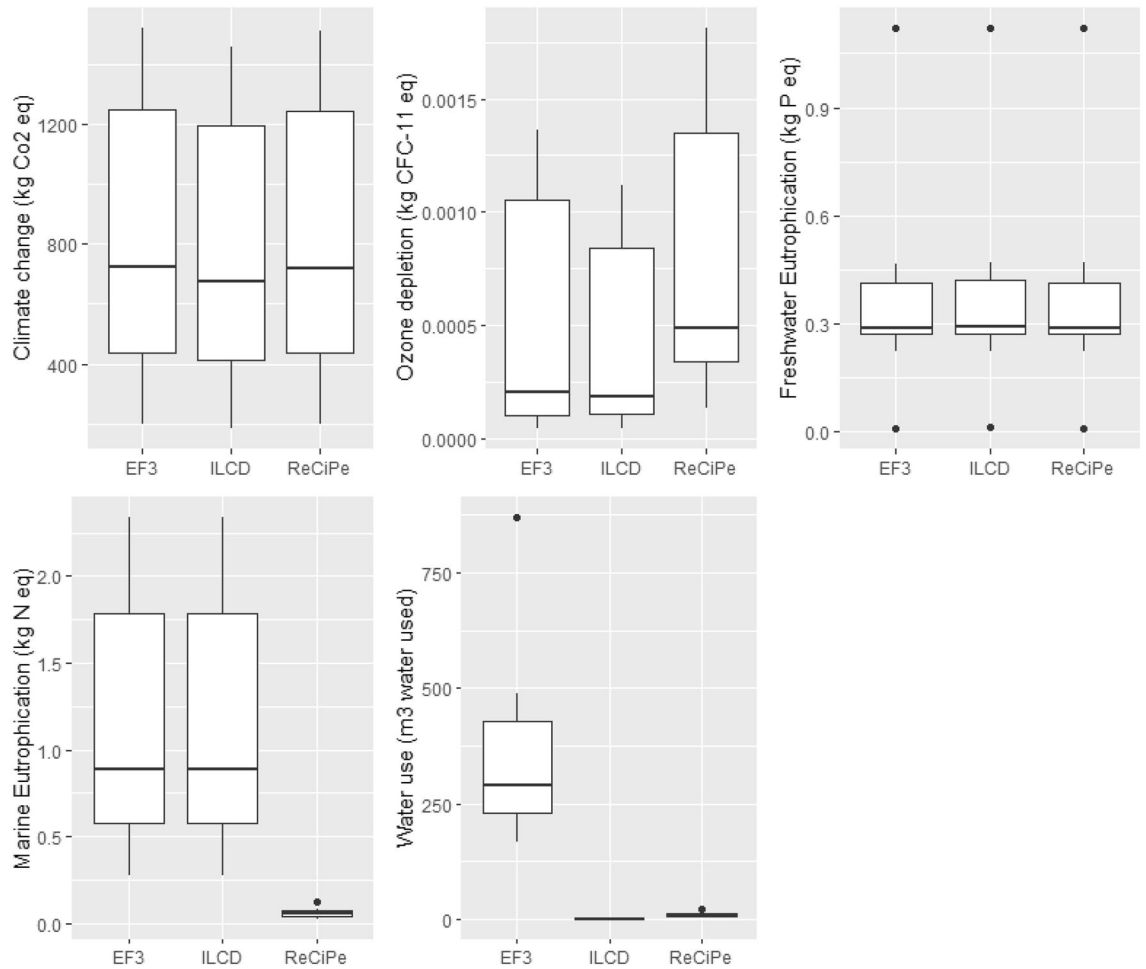 Climate change (kg Co2 eq)
1200
800
400
EF3
ILCD
ReCiPe
Ozone depletion (kg CFC-11 eq)
0.0015
0.0010
0.0005
0.0000
EF3
ILCD
ReCiPe
Freshwater Eutrophication (kg P eq)
0.9
0.6
0.3
0.0
EF3
ILCD
ReCiPe
Marine Eutrophication (kg N eq)
2.0
1.5
1.0
0.5
0.0
EF3
ILCD
ReCiPe
Water use (m3 water used)
750
500
250
0
EF3
ILCD
ReCiPe